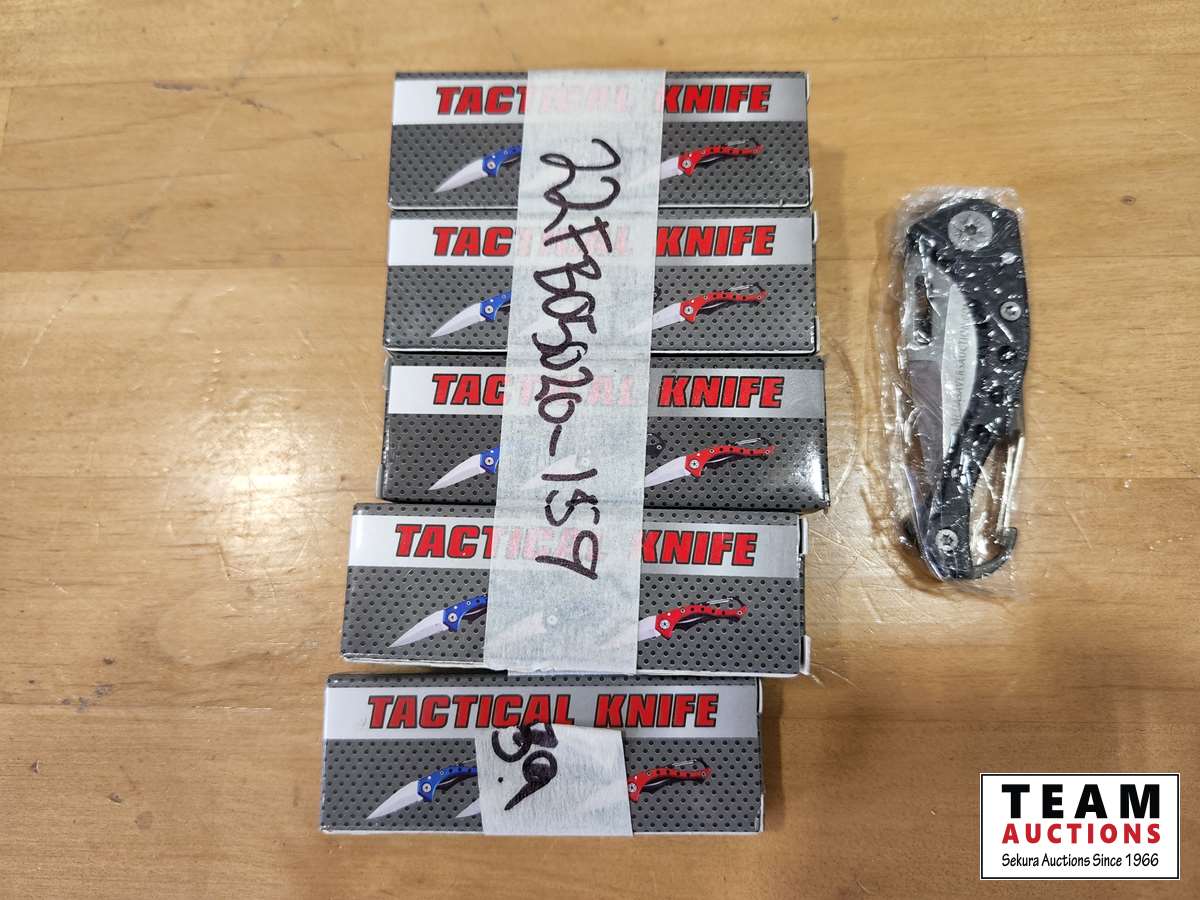 TACTICAL KNIFE
TACTICAL KNIFE
TACTICAL KNIFE
TACTICAL KNIFE
TACTICAL KNIFE
22FB05020-159
59
TEAM
AUCTIONS
Sekura Auctions Since 1966